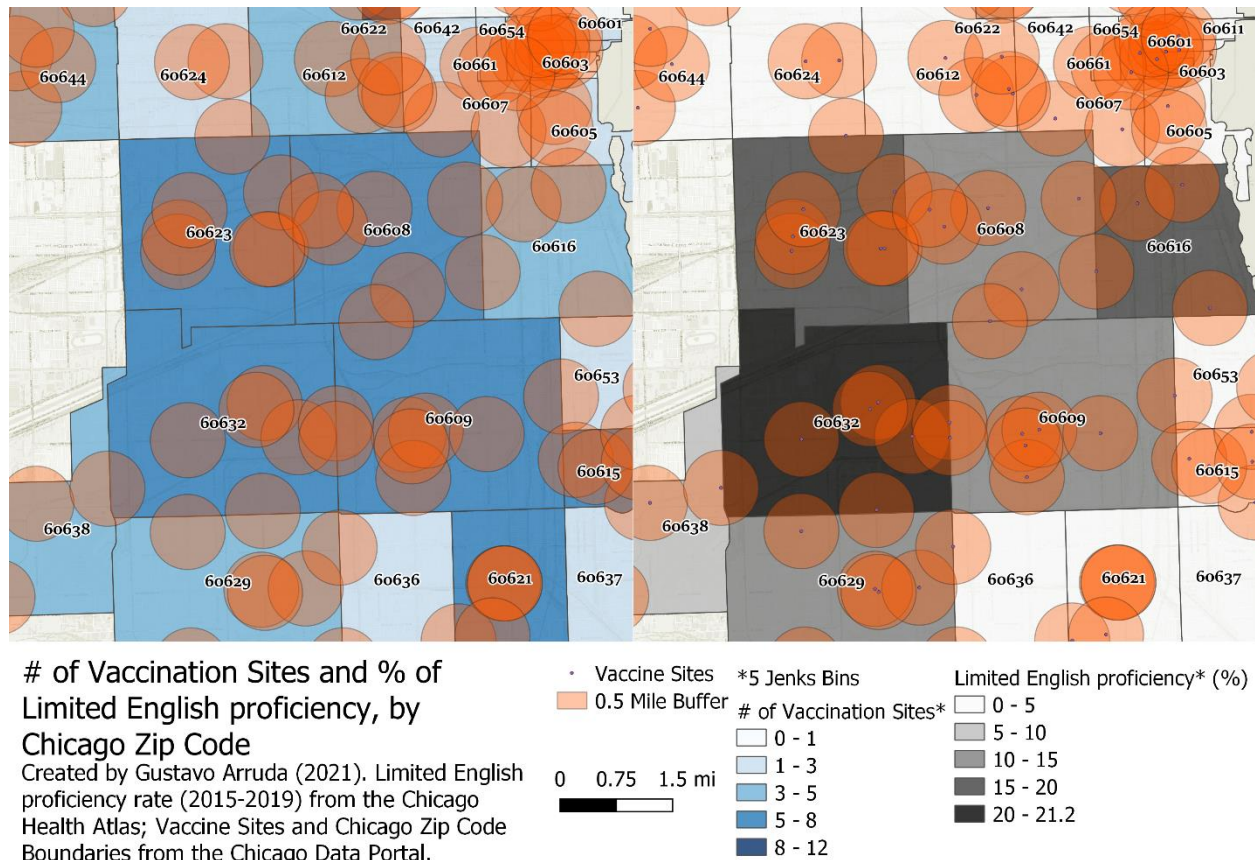 60622
60642
60654
60601
60644
60624
60612
60661
60603
60607
60605
60623
60608
60616
60653
60632
60609
60615
60638
60629
60636
60621
60637
60622
60642
60654
60611
60601
60644
60624
60612
60661
60603
60607
60605
60623
60608
60616
60653
60632
60609
60615
60638
60629
60636
60621
60637
# of Vaccination Sites and % of
Limited English proficiency, by
Chicago Zip Code
Created by Gustavo Arruda (2021). Limited English
proficiency rate (2015-2019) from the Chicago
Health Atlas; Vaccine Sites and Chicago Zip Code
Boundaries from the Chicago Data Portal.
Vaccine Sites
0.5 Mile Buffer
0 0.75 1.5 mi
*5 Jenks Bins
# of Vaccination Sites*
0 - 1
1 - 3
3 - 5
5 - 8
8 - 12
Limited English proficiency* (%)
0 - 5
5 - 10
10 - 15
15 - 20
20 - 21.2